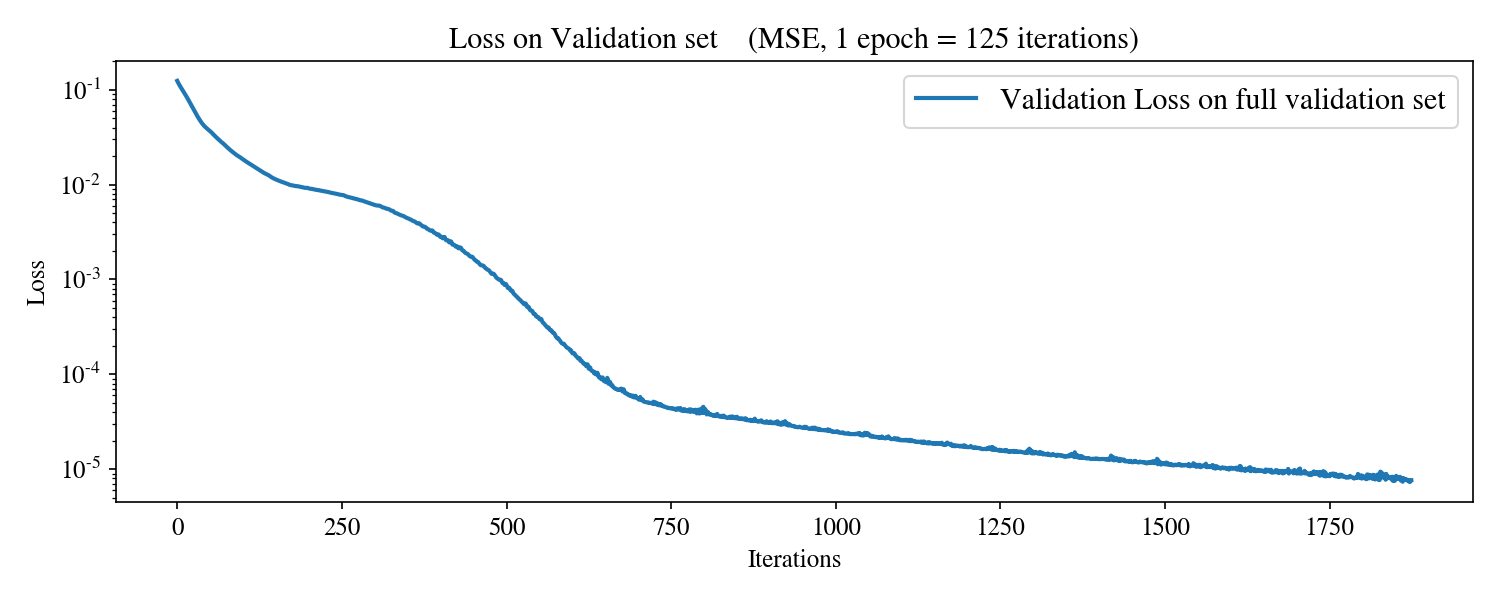 Loss on Validation set (MSE, 1 epoch = 125 iterations)
Validation Loss on full validation set
Loss
10-1
10-2
10-3
10-4
10-5
0 250 500 750 1000 1250 1500 1750
Iterations